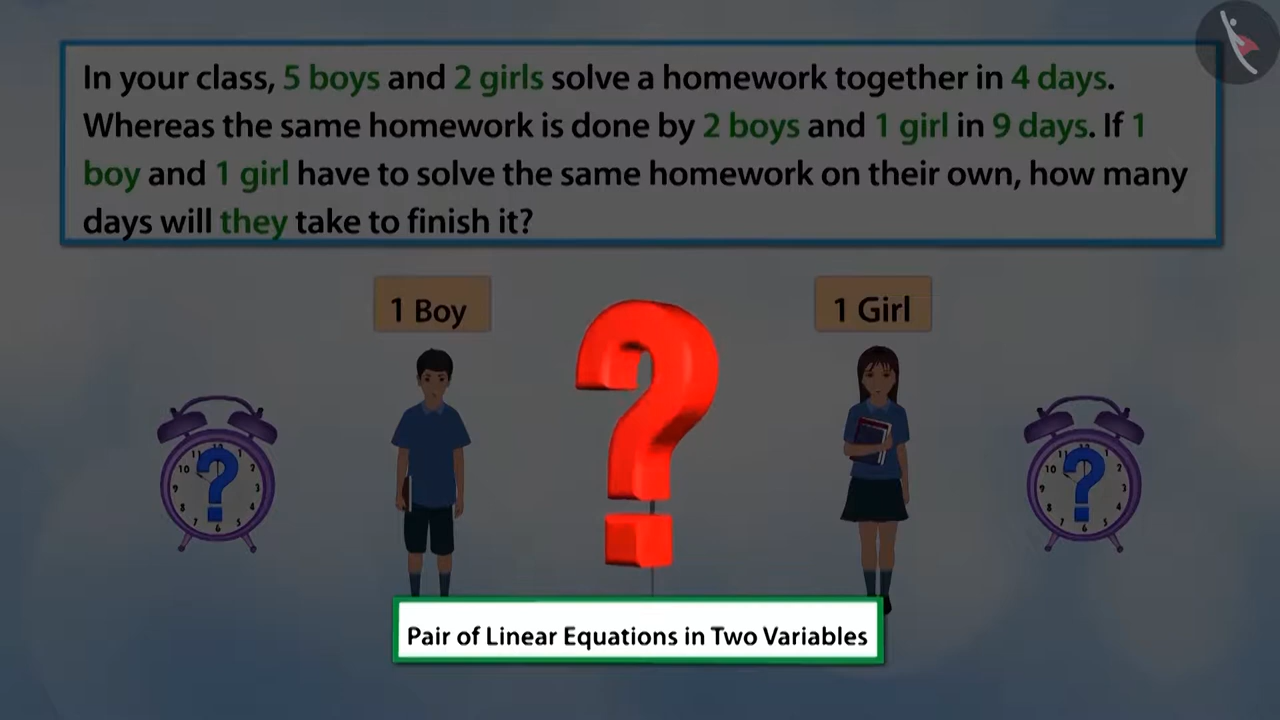 In your class, 5 boys and 2 girls solve a homework together in 4 days.
Whereas the same homework is done by 2 boys and 1 girl in 9 days. If 1
boy and 1 girl have to solve the same homework on their own, how many
days will they take to finish it?
1 Boy
1 Girl
Pair of Linear Equations in Two Variables